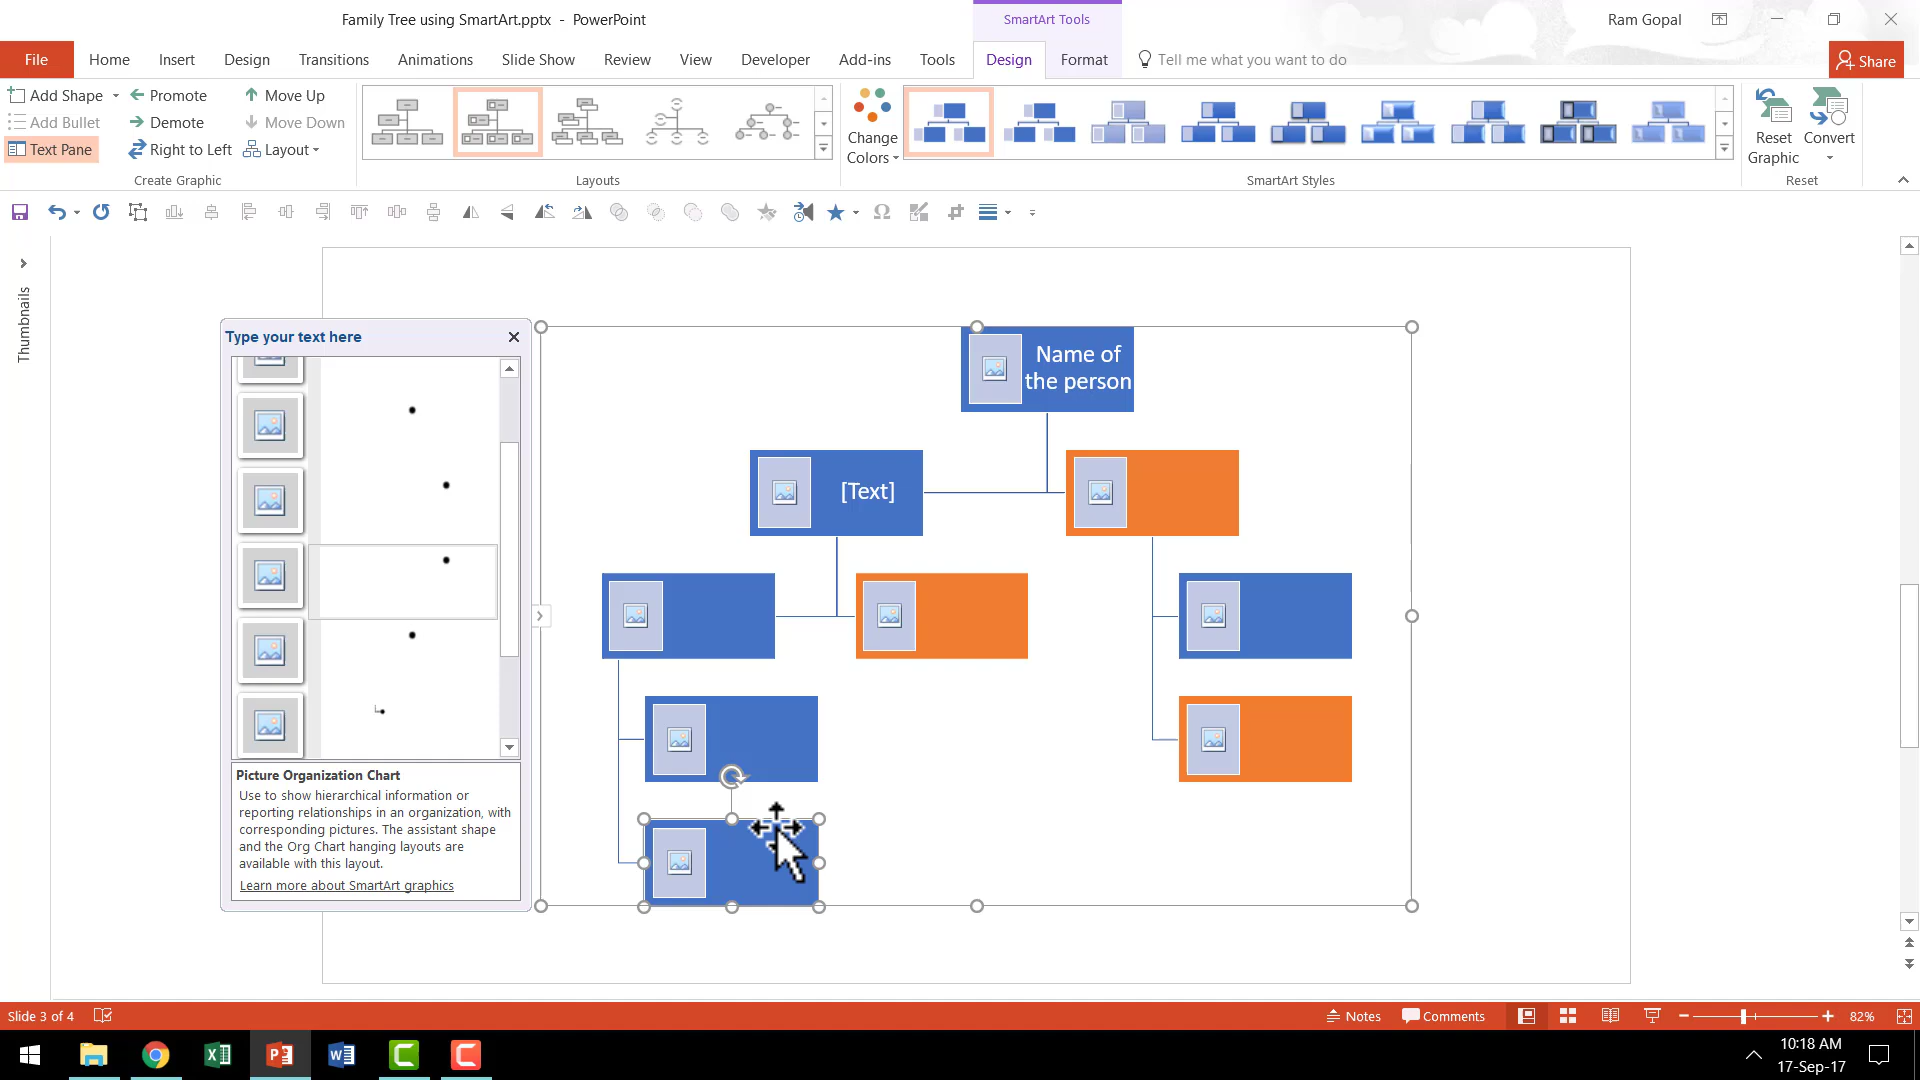 Family Tree using SmartArt.pptx - PowerPoint
SmartArt Tools
Ram Gopal
File
Home
Insert
Design
Transitions
Animations
Slide Show
Review
View
Developer
Add-ins
Tools
Design
Format
Tell me what you want to do
Share
Add Shape
Promote
Move Up
Add Bullet
Demote
Move Down
Text Pane
Right to Left
Layout
Create Graphic
Layouts
Change
Colors
SmartArt Styles
Reset
Graphic
Convert
Reset
Thumbnails
Type your text here
Picture Organization Chart
Use to show hierarchical information or
reporting relationships in an organization, with
corresponding pictures. The assistant shape
and the Org Chart hanging layouts are
available with this layout.
Learn more about SmartArt graphics
Name of
the person
[Text]
Slide 3 of 4
Notes
Comments
82%
10:18 AM
17-Sep-17